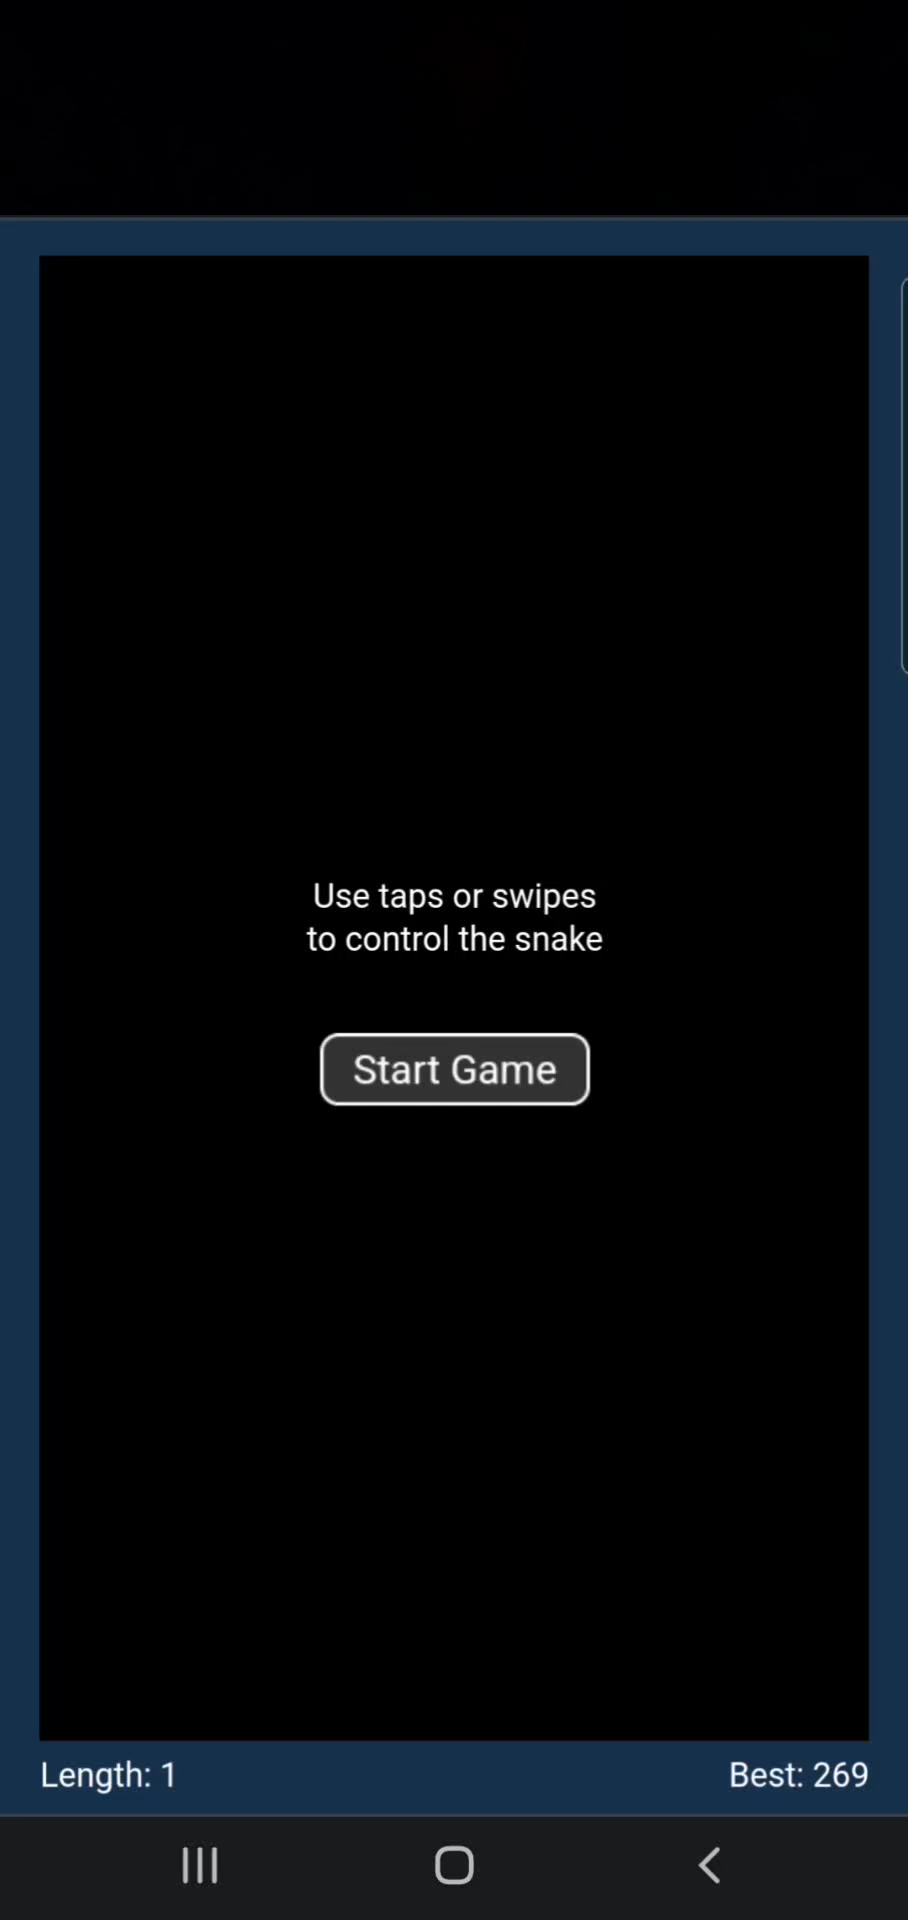 Use taps or swipes
to control the snake
Start Game
Length: 1
Best: 269